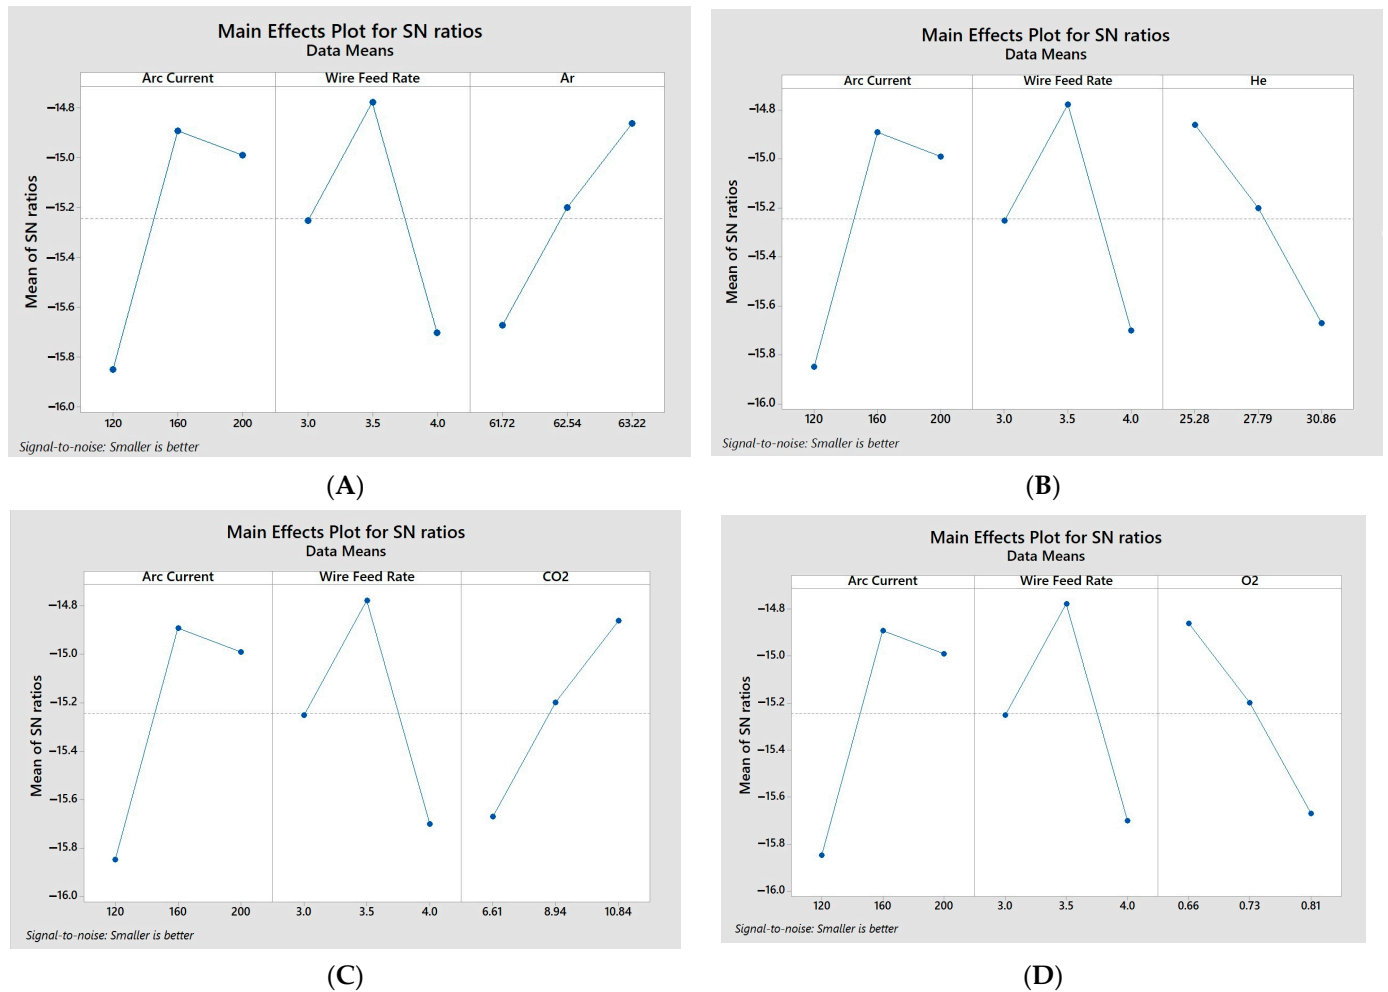 Main Effects Plot for SN ratios
Data Means
Arc Current Wire Feed Rate Ar
Mean of SN ratios
−14.8
−15.0
−15.2
−15.4
−15.6
−15.8
−16.0
120 160 200 3.0 3.5 4.0 61.72 62.54 63.22
Signal-to-noise: Smaller is better
(A)
Main Effects Plot for SN ratios
Data Means
Arc Current Wire Feed Rate He
Mean of SN ratios
−14.8
−15.0
−15.2
−15.4
−15.6
−15.8
−16.0
120 160 200 3.0 3.5 4.0 25.28 27.79 30.86
Signal-to-noise: Smaller is better
(B)
Main Effects Plot for SN ratios
Data Means
Arc Current Wire Feed Rate CO2
Mean of SN ratios
−14.8
−15.0
−15.2
−15.4
−15.6
−15.8
−16.0
120 160 200 3.0 3.5 4.0 6.61 8.94 10.84
Signal-to-noise: Smaller is better
(C)
Main Effects Plot for SN ratios
Data Means
Arc Current Wire Feed Rate O2
Mean of SN ratios
−14.8
−15.0
−15.2
−15.4
−15.6
−15.8
−16.0
120 160 200 3.0 3.5 4.0 0.66 0.73 0.81
Signal-to-noise: Smaller is better
(D)